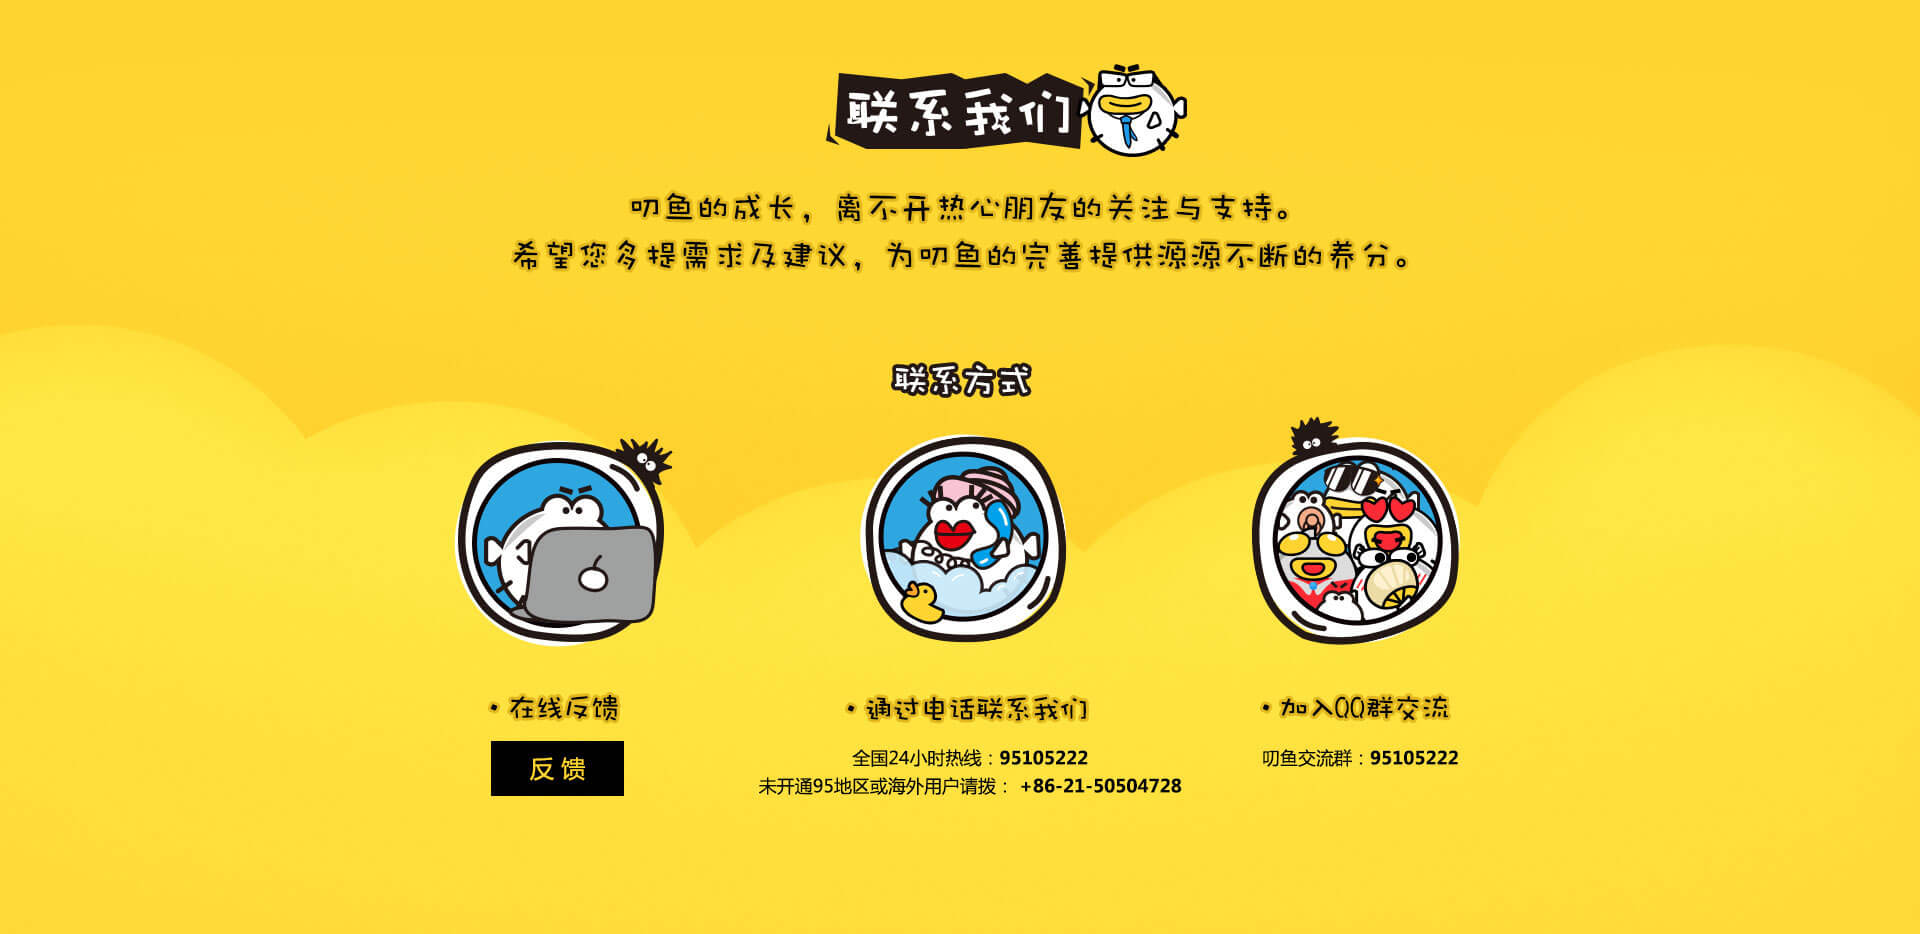 联系我们
叨鱼的成长，离不开热心朋友的关注与支持。
希望您多提需求及建议，为叨鱼的完善提供源源不断的养分。
联系方式
·在线反馈
反馈
·通过电话联系我们
全国24小时热线：95105222
未开通95地区或海外用户请拨：+86-21-50504728
·加入QQ群交流
叨鱼交流群：95105222